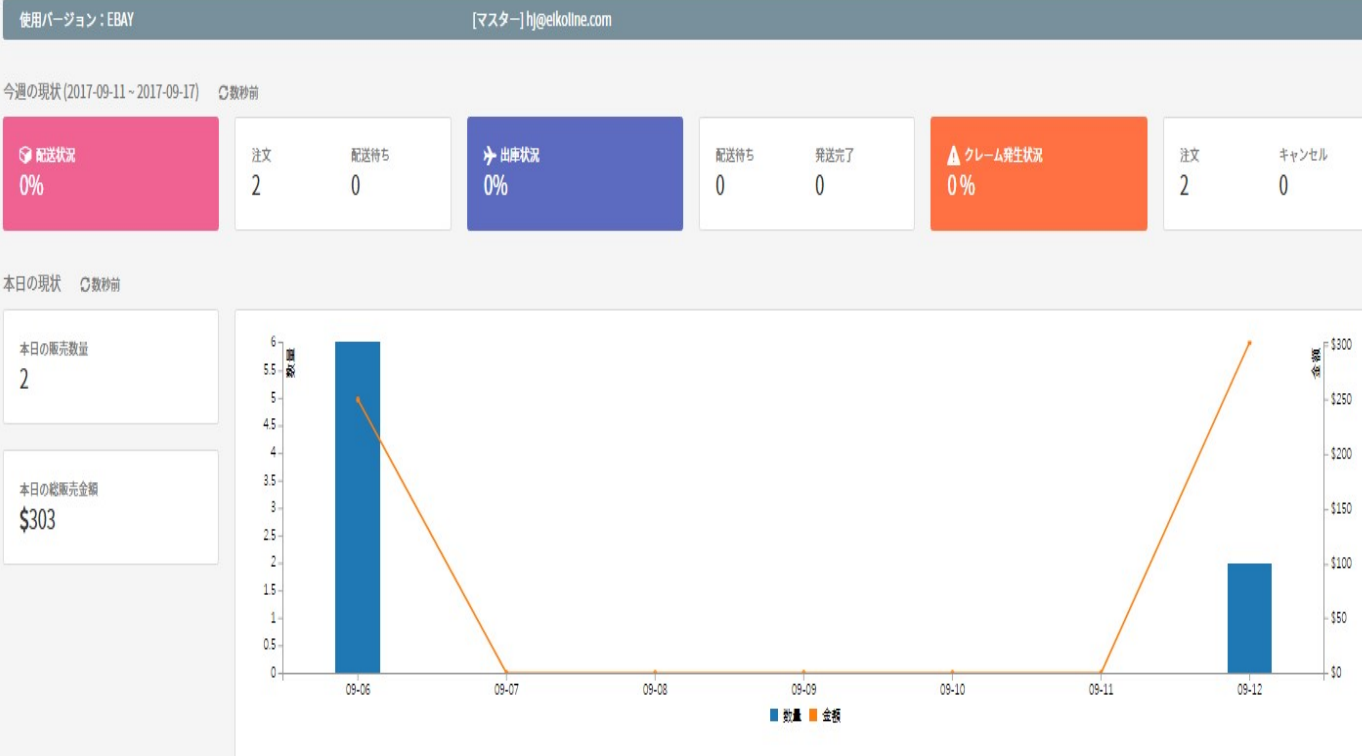 使用バージョン：EBAY
[マスター] hj@eikoline.com
今週の現状 (2017-09-11 ~ 2017-09-17) 数秒前
配送状況
0%
注文 配送待ち
2 0
出庫状況
0%
配送待ち 発送完了
0 0
クレーム発生状況
0 %
注文 キャンセル
2 0
本日の現状 数秒前
本日の販売数量
2
本日の総販売金額
$303
数量
6
5.5
5
4.5
4
3.5
3
2.5
2
1.5
1
0.5
0
金額
$300
$250
$200
$150
$100
$50
$0
09-06 09-07 09-08 09-09 09-10 09-11 09-12
数量 金額